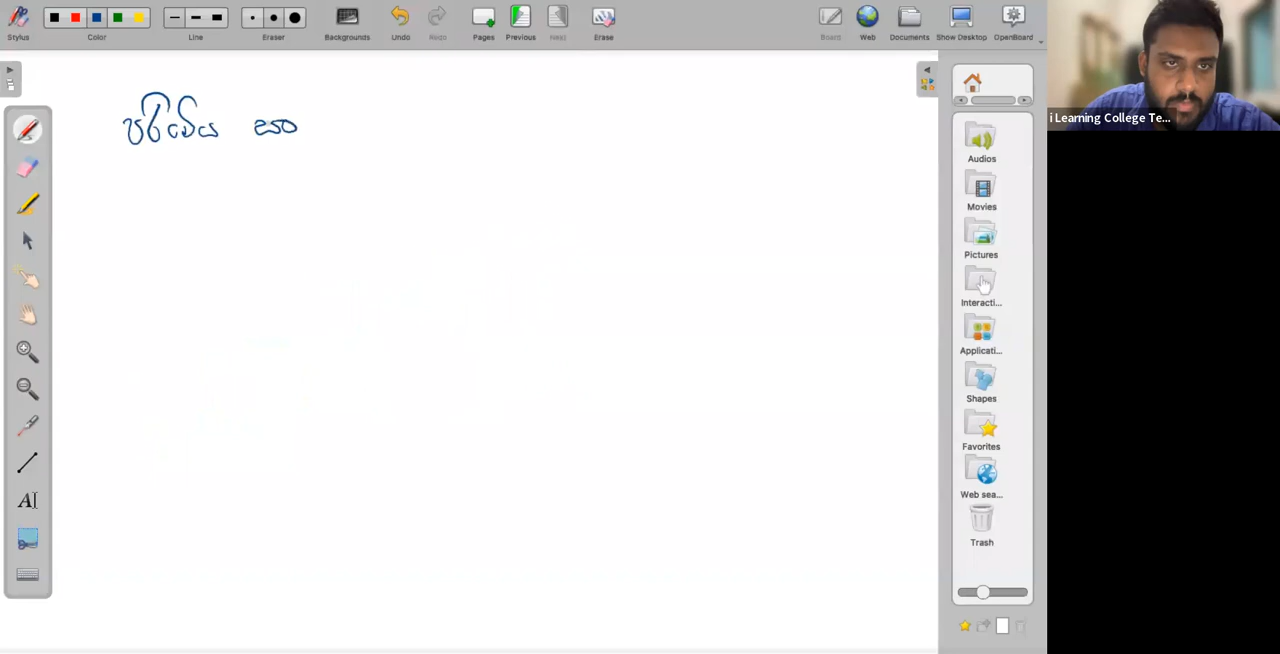 Stylus Color Line Eraser Backgrounds Undo Redo Pages Previous Next Erase Board Web Documents Show Desktop OpenBoard
i Learning College Te...
පරිධිය
Audios
Movies
Pictures
Interacti...
Applicati...
Shapes
Favorites
Web sea...
Trash